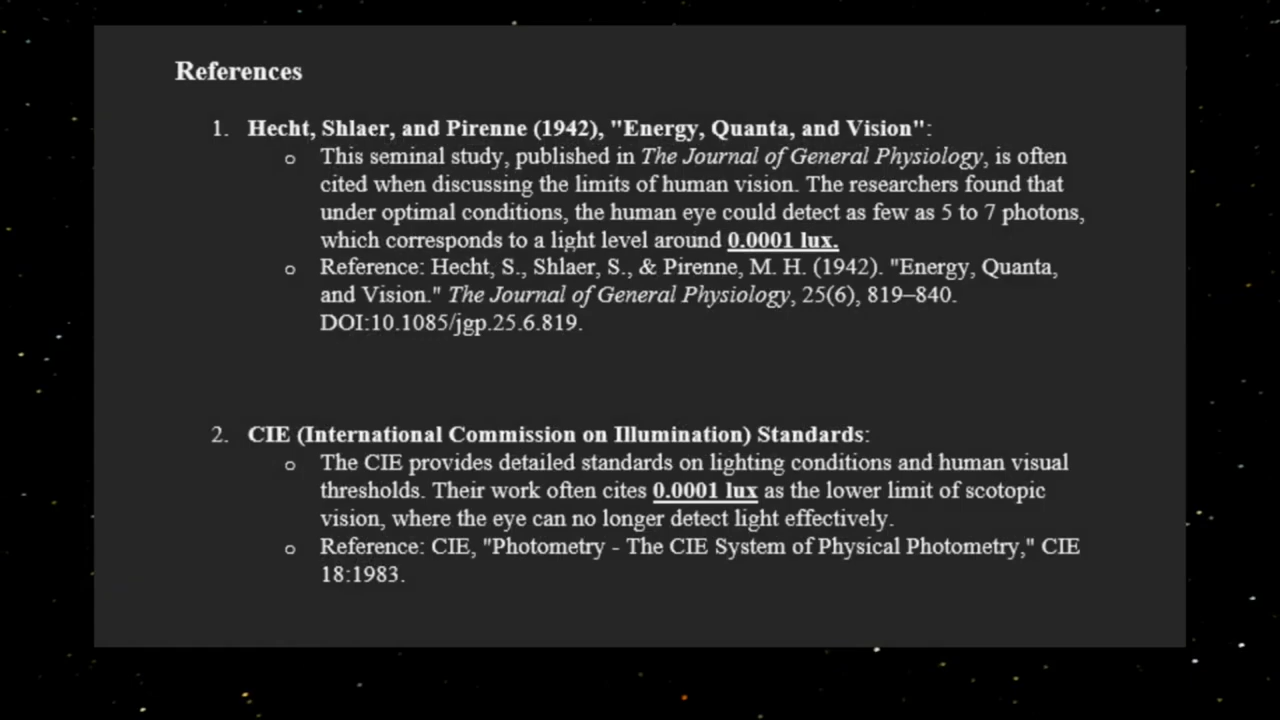 References
1. Hecht, Shlaer, and Pirenne (1942), "Energy, Quanta, and Vision":
o This seminal study, published in The Journal of General Physiology, is often
cited when discussing the limits of human vision. The researchers found that
under optimal conditions, the human eye could detect as few as 5 to 7 photons,
which corresponds to a light level around 0.0001 lux.
o Reference: Hecht, S., Shlaer, S., & Pirenne, M. H. (1942). "Energy, Quanta,
and Vision." The Journal of General Physiology, 25(6), 819–840.
DOI:10.1085/jgp.25.6.819.
2. CIE (International Commission on Illumination) Standards:
o The CIE provides detailed standards on lighting conditions and human visual
thresholds. Their work often cites 0.0001 lux as the lower limit of scotopic
vision, where the eye can no longer detect light effectively.
o Reference: CIE, "Photometry - The CIE System of Physical Photometry," CIE
18:1983.